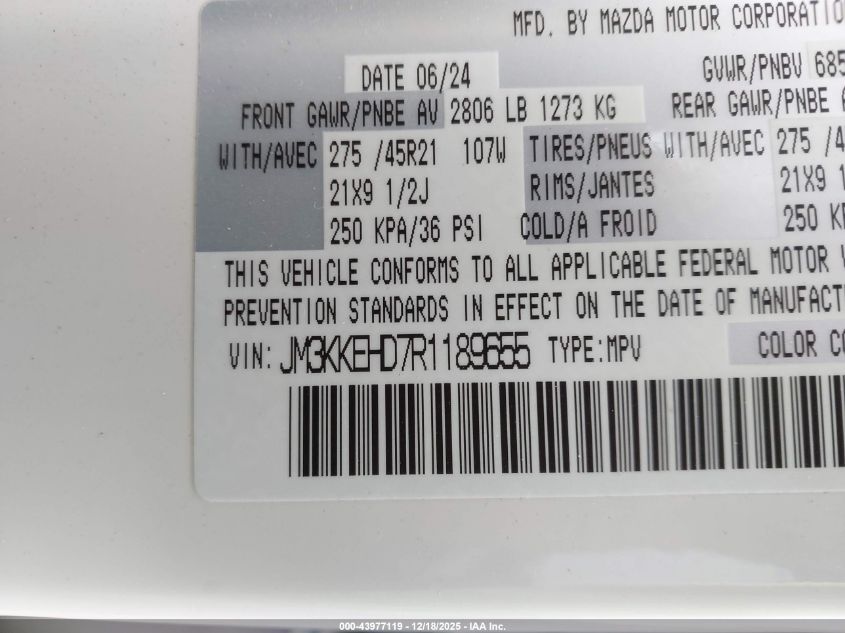 MFD. BY MAZDA MOTOR CORPORATIO
DATE 06/24 GVWR/PNBV 685
FRONT GAWR/PNBE AV 2806 LB 1273 KG REAR GAWR/PNBE A
WITH/AVEC 275 /45R21 107W TIRES/PNEUS WITH/AVEC 275 /4
21X9 1/2J RIMS/JANTES 21X9 1
250 KPA/36 PSI COLD/A FROID 250 KP
THIS VEHICLE CONFORMS TO ALL APPLICABLE FEDERAL MOTOR V
PREVENTION STANDARDS IN EFFECT ON THE DATE OF MANUFACT
VIN: JM3KKEHD7R1189655 TYPE:MPV COLOR CO
000-43977119 - 12/18/2025 - IAA Inc.